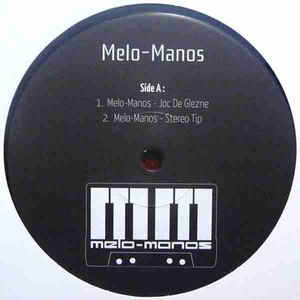 Melo-Manos
Side A :
1. Melo-Manos - Joc De Glezne
2. Melo-Manos - Stereo Tip
melo-manos